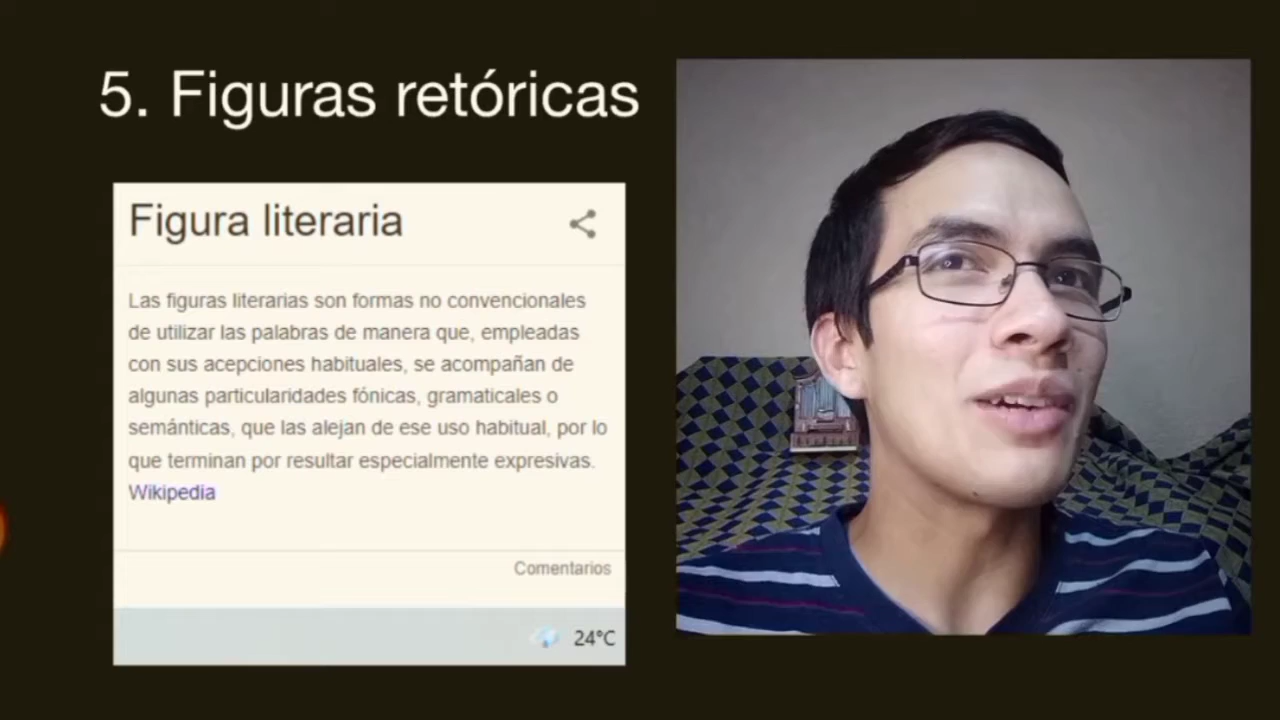 5. Figuras retóricas
Figura literaria
Las figuras literarias son formas no convencionales
de utilizar las palabras de manera que, empleadas
con sus acepciones habituales, se acompañan de
algunas particularidades fónicas, gramaticales o
semánticas, que las alejan de ese uso habitual, por lo
que terminan por resultar especialmente expresivas.
Wikipedia
Comentarios
24°C